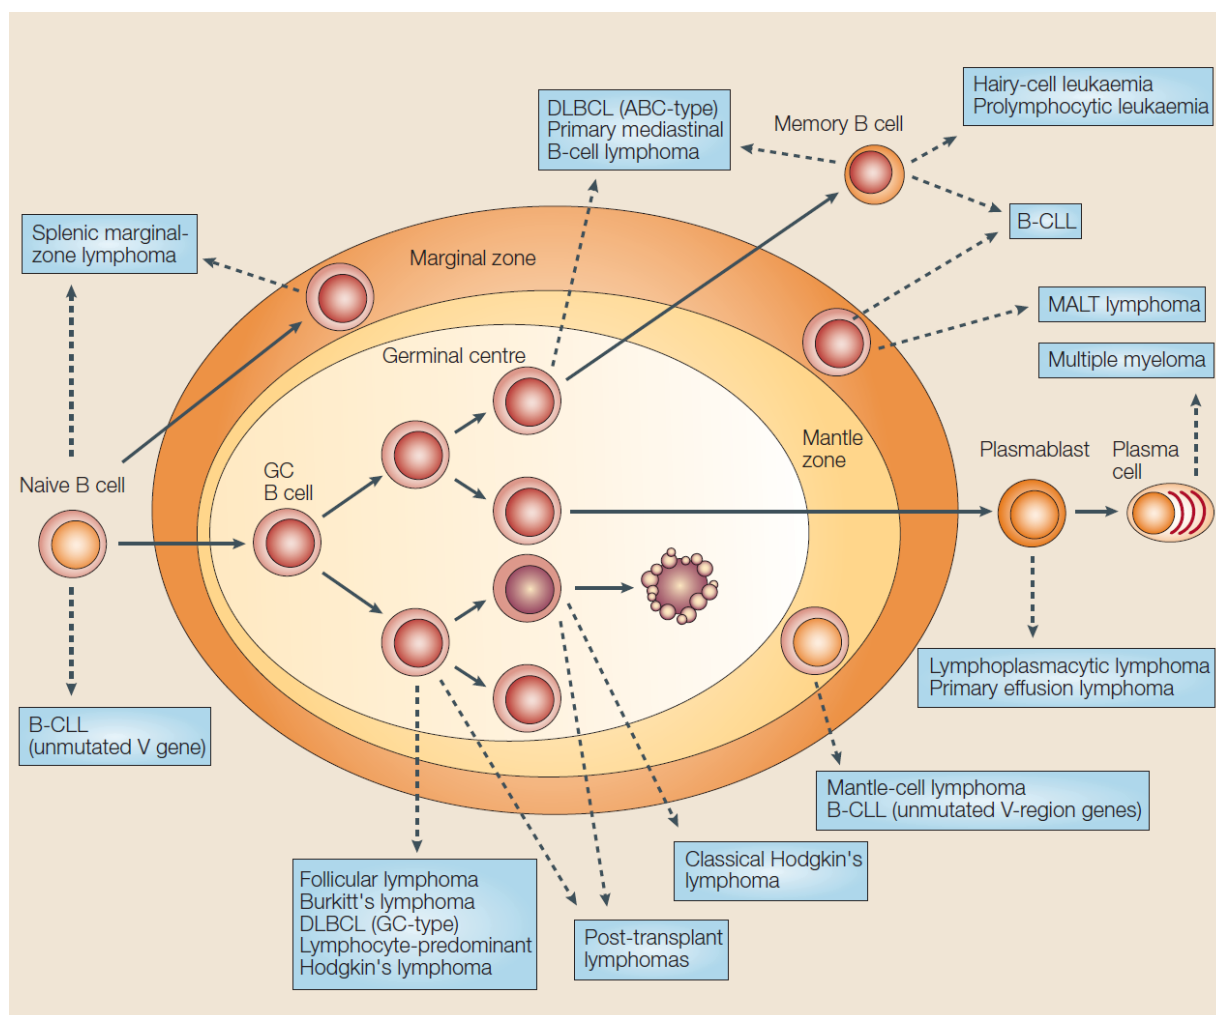 Hairy-cell leukaemia
Prolymphocytic leukaemia
DLBCL (ABC-type)
Primary mediastinal
B-cell lymphoma
Memory B cell
B-CLL
Splenic marginal-
zone lymphoma
Marginal zone
MALT lymphoma
Multiple myeloma
Germinal centre
Mantle
zone
Plasmablast
Plasma
cell
GC
B cell
Naive B cell
Lymphoplasmacytic lymphoma
Primary effusion lymphoma
B-CLL
(unmutated V gene)
Mantle-cell lymphoma
B-CLL (unmutated V-region genes)
Classical Hodgkin's
lymphoma
Follicular lymphoma
Burkitt's lymphoma
DLBCL (GC-type)
Lymphocyte-predominant
Hodgkin's lymphoma
Post-transplant
lymphomas